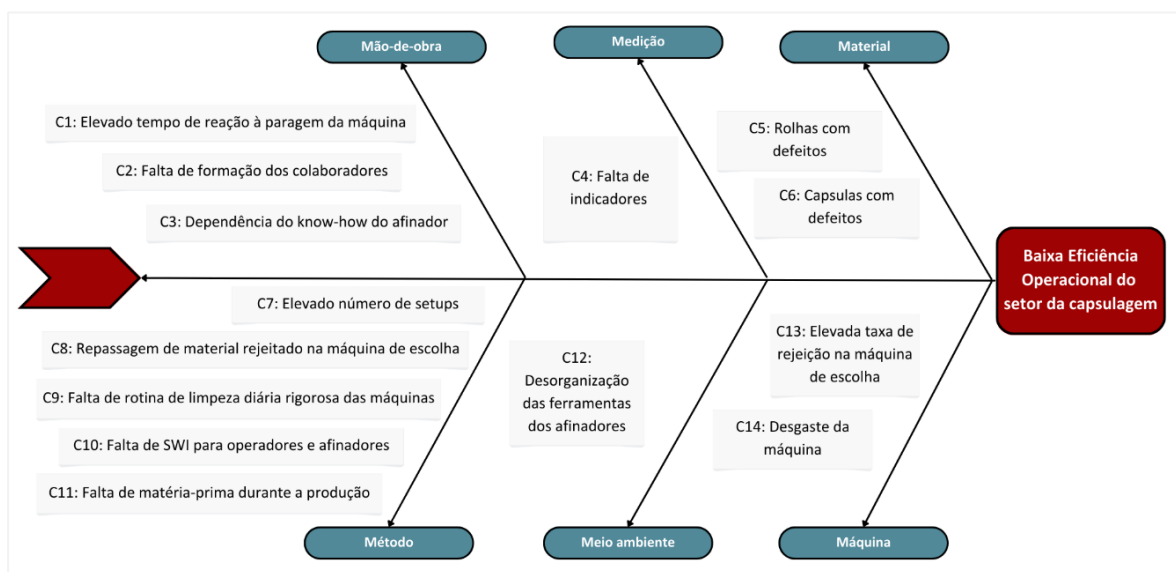 Mão-de-obra
Medição
Material
C1: Elevado tempo de reação à paragem da máquina
C2: Falta de formação dos colaboradores
C3: Dependência do know-how do afinador
C4: Falta de
indicadores
C5: Rolhas com
defeitos
C6: Capsulas com
defeitos
Baixa Eficiência
Operacional do
setor da capsulagem
C7: Elevado número de setups
C8: Repassagem de material rejeitado na máquina de escolha
C9: Falta de rotina de limpeza diária rigorosa das máquinas
C10: Falta de SWI para operadores e afinadores
C11: Falta de matéria-prima durante a produção
C12:
Desorganização
das ferramentas
dos afinadores
C13: Elevada taxa de
rejeição na máquina
de escolha
C14: Desgaste da
máquina
Método
Meio ambiente
Máquina